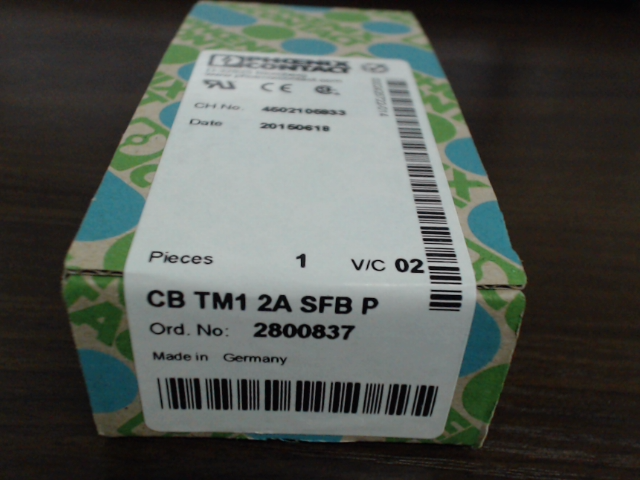 PHOENIX
CONTACT
CH.No. 4502106833
Date 20150618
Pieces 1 V/C 02
CB TM1 2A SFB P
Ord. No: 2800837
Made in Germany